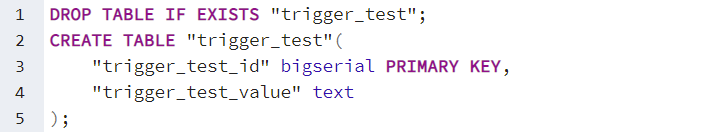 1 DROP TABLE IF EXISTS "trigger_test";
2 CREATE TABLE "trigger_test"(
3     "trigger_test_id" bigserial PRIMARY KEY,
4     "trigger_test_value" text
5 );